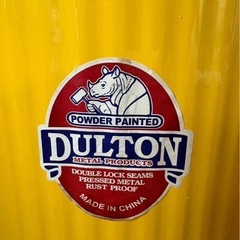 POWDER PAINTED
DULTON
METAL PRODUCTS
DOUBLE LOCK SEAMS
PRESSED METAL
RUST PROOF
MADE IN CHINA